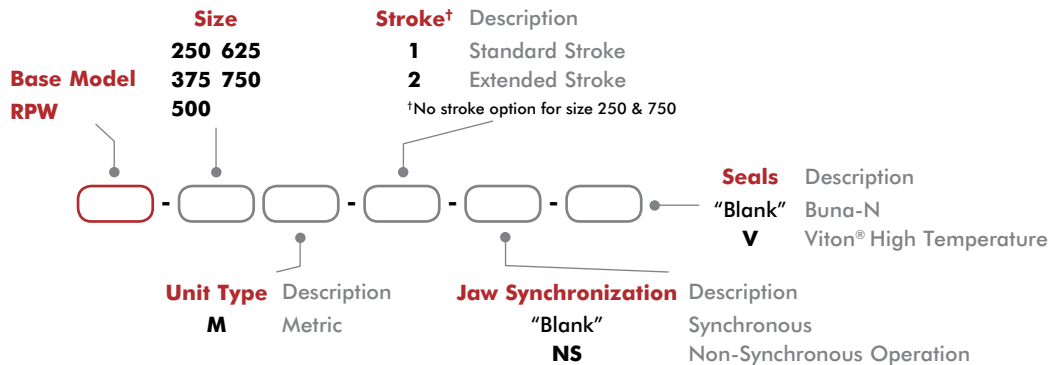 Size
250 625
375 750
500
Base Model
RPW
Stroke† Description
1 Standard Stroke
2 Extended Stroke
†No stroke option for size 250 & 750
- - - -
Seals Description
“Blank” Buna-N
V Viton® High Temperature
Unit Type Description
M Metric
Jaw Synchronization Description
“Blank” Synchronous
NS Non-Synchronous Operation